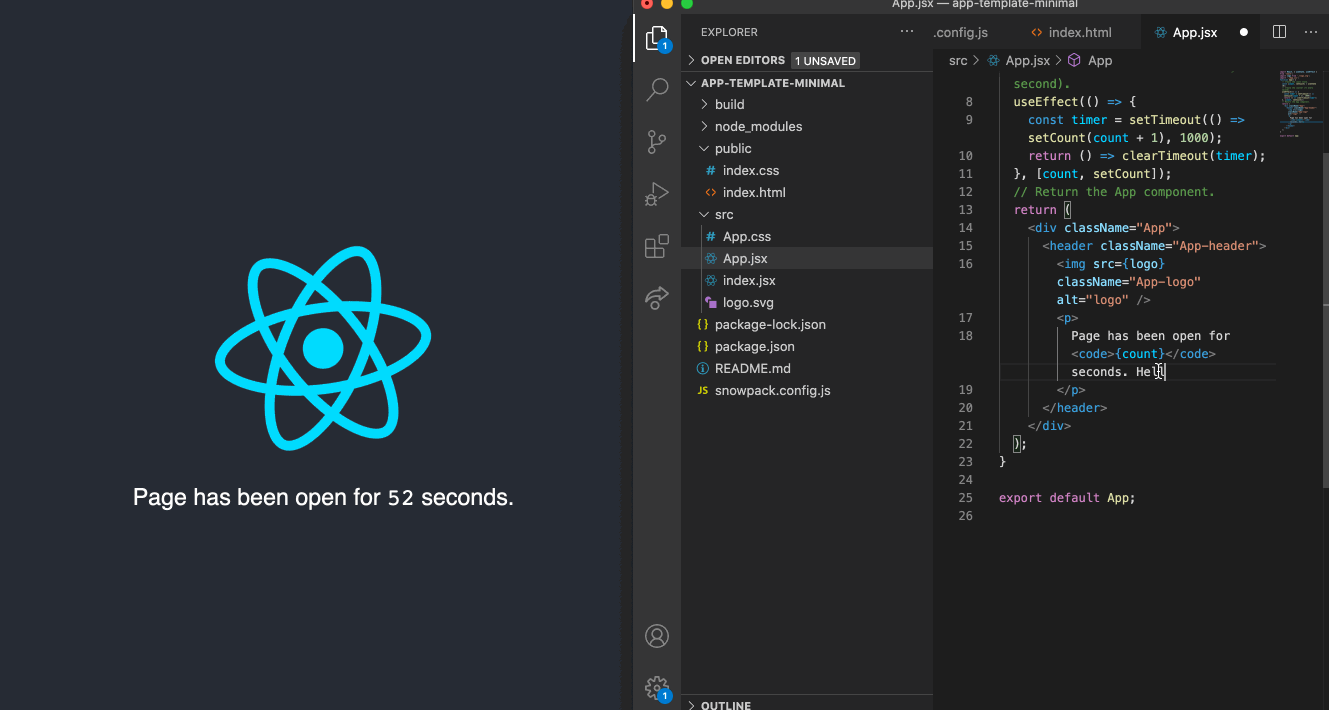 Page has been open for 52 seconds.
App.jsx — app-template-minimal
1
1
EXPLORER
OPEN EDITORS 1 UNSAVED
APP-TEMPLATE-MINIMAL
build
node_modules
public
# index.css
<> index.html
src
# App.css
App.jsx
index.jsx
logo.svg
{} package-lock.json
{} package.json
README.md
JS snowpack.config.js
OUTLINE
.config.js <> index.html App.jsx
src > App.jsx > App
second).
8 useEffect(() => {
9 const timer = setTimeout(() =>
setCount(count + 1), 1000);
10 return () => clearTimeout(timer);
11 }, [count, setCount]);
12 // Return the App component.
13 return (
14 <div className="App">
15 <header className="App-header">
16 <img src={logo}
className="App-logo"
alt="logo" />
17 <p>
18 Page has been open for
<code>{count}</code>
seconds. Hell
19 </p>
20 </header>
21 </div>
22 );
23 }
24
25 export default App;
26